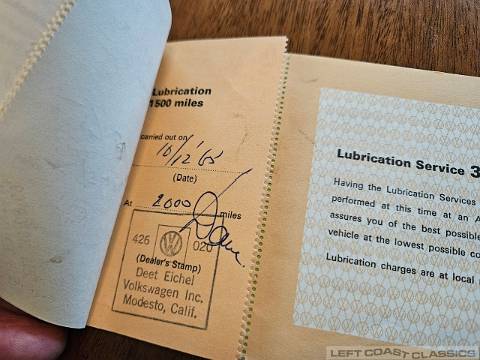 Lubrication
1500 miles
carried out on
10/12'65
(Date)
At 2000 miles
426 020
(Dealer's Stamp)
Deet Eichel
Volkswagen Inc.
Modesto, Calif.
Lubrication Service 3
Having the Lubrication Services
performed at this time at an A
assures you of the best possible
vehicle at the lowest possible co
Lubrication charges are at local
LEFT COAST CLASSICS